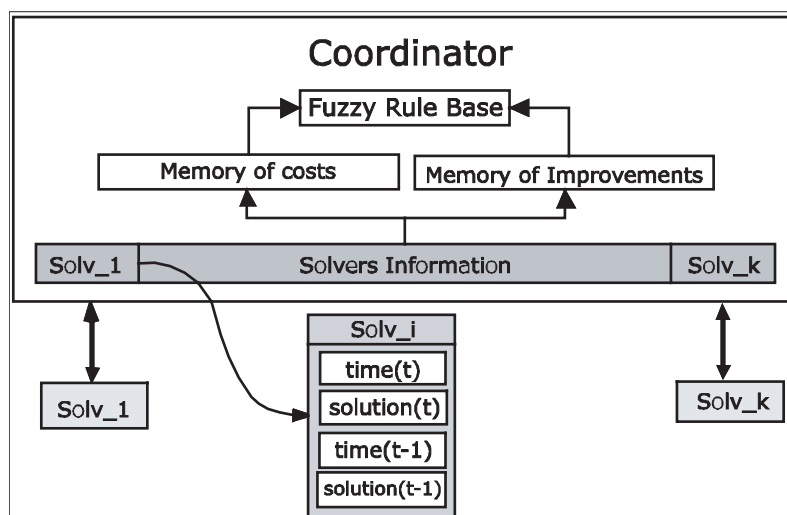 Coordinator
Fuzzy Rule Base
Memory of costs
Memory of Improvements
Solv_1
Solvers Information
Solv_k
Solv_i
time(t)
solution(t)
time(t-1)
solution(t-1)
Solv_1
Solv_k